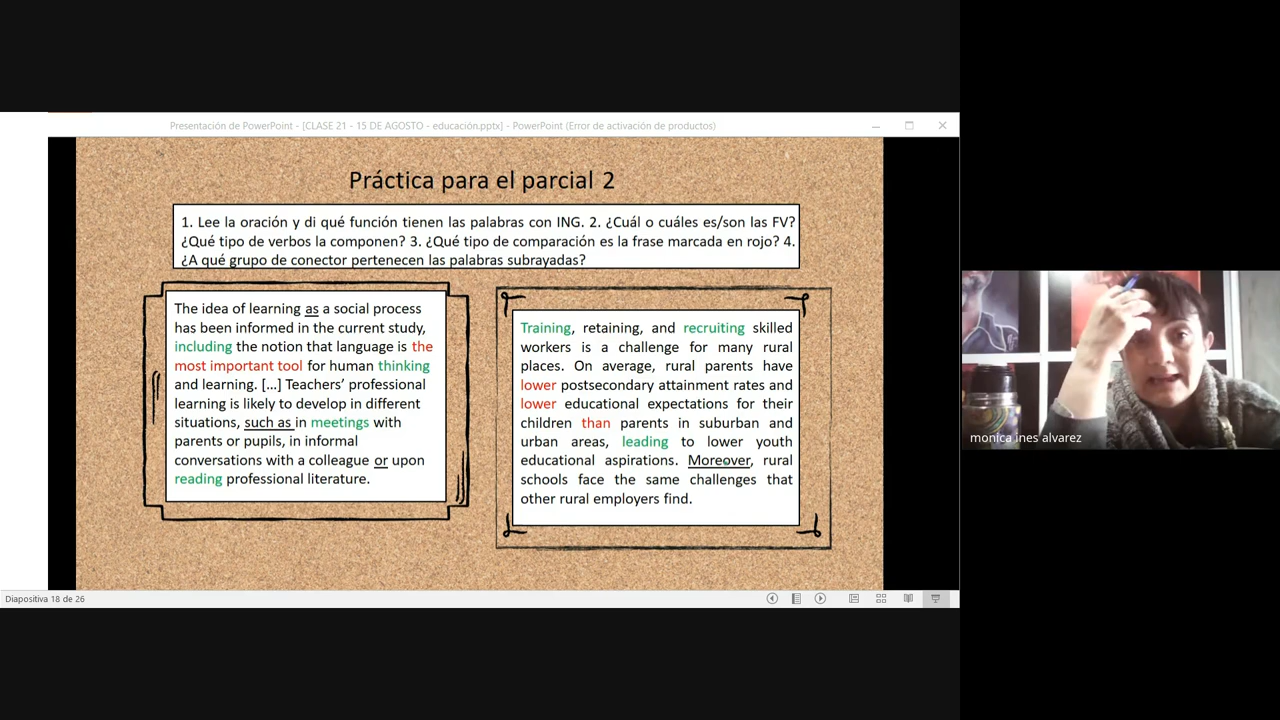 Presentación de PowerPoint - [CLASE 21 - 15 DE AGOSTO - educación.pptx] - PowerPoint (Error de activación de productos)
Práctica para el parcial 2
1. Lee la oración y di qué función tienen las palabras con ING. 2. ¿Cuál o cuáles es/son las FV?
¿Qué tipo de verbos la componen? 3. ¿Qué tipo de comparación es la frase marcada en rojo? 4.
¿A qué grupo de conector pertenecen las palabras subrayadas?
The idea of learning as a social process
has been informed in the current study,
including the notion that language is the
most important tool for human thinking
and learning. [...] Teachers' professional
learning is likely to develop in different
situations, such as in meetings with
parents or pupils, in informal
conversations with a colleague or upon
reading professional literature.
Training, retaining, and recruiting skilled
workers is a challenge for many rural
places. On average, rural parents have
lower postsecondary attainment rates and
lower educational expectations for their
children than parents in suburban and
urban areas, leading to lower youth
educational aspirations. Moreover, rural
schools face the same challenges that
other rural employers find.
monica ines alvarez
Diapositiva 18 de 26